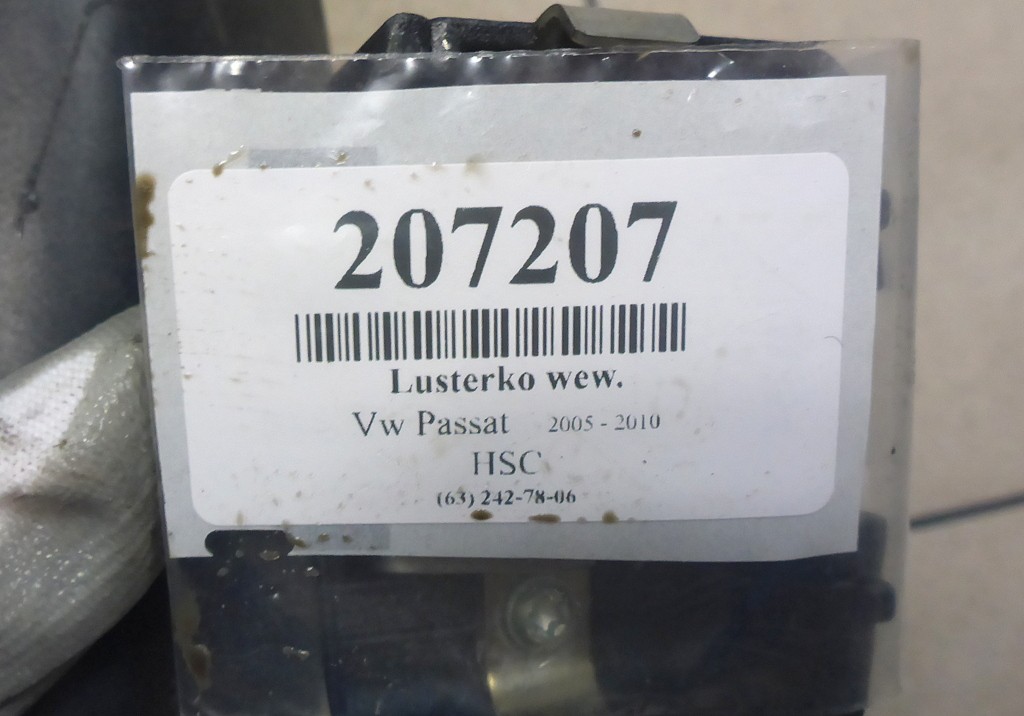 207207
Lusterko wew.
Vw Passat 2005 - 2010
HSC
(63) 242-78-06